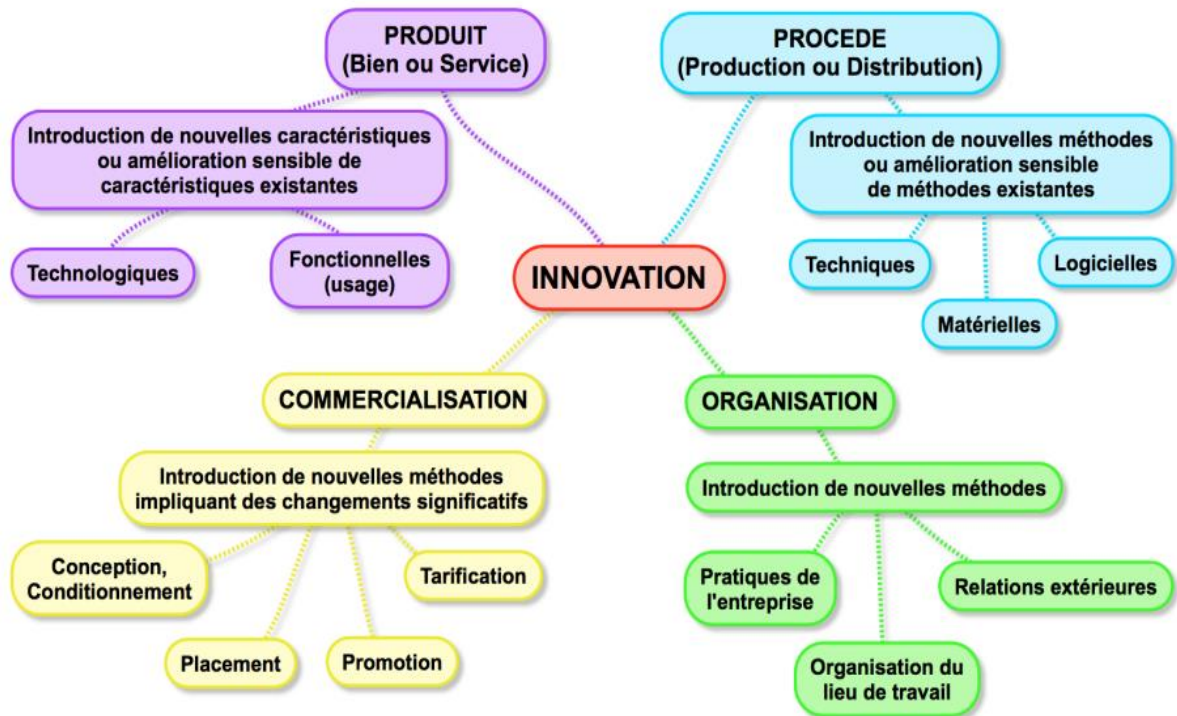 PRODUIT
(Bien ou Service)
Introduction de nouvelles caractéristiques
ou amélioration sensible de
caractéristiques existantes
Technologiques
Fonctionnelles
(usage)
PROCEDE
(Production ou Distribution)
Introduction de nouvelles méthodes
ou amélioration sensible
de méthodes existantes
Techniques
Matérielles
Logicielles
INNOVATION
COMMERCIALISATION
Introduction de nouvelles méthodes
impliquant des changements significatifs
Conception,
Conditionnement
Placement
Promotion
Tarification
ORGANISATION
Introduction de nouvelles méthodes
Pratiques de
l'entreprise
Organisation du
lieu de travail
Relations extérieures